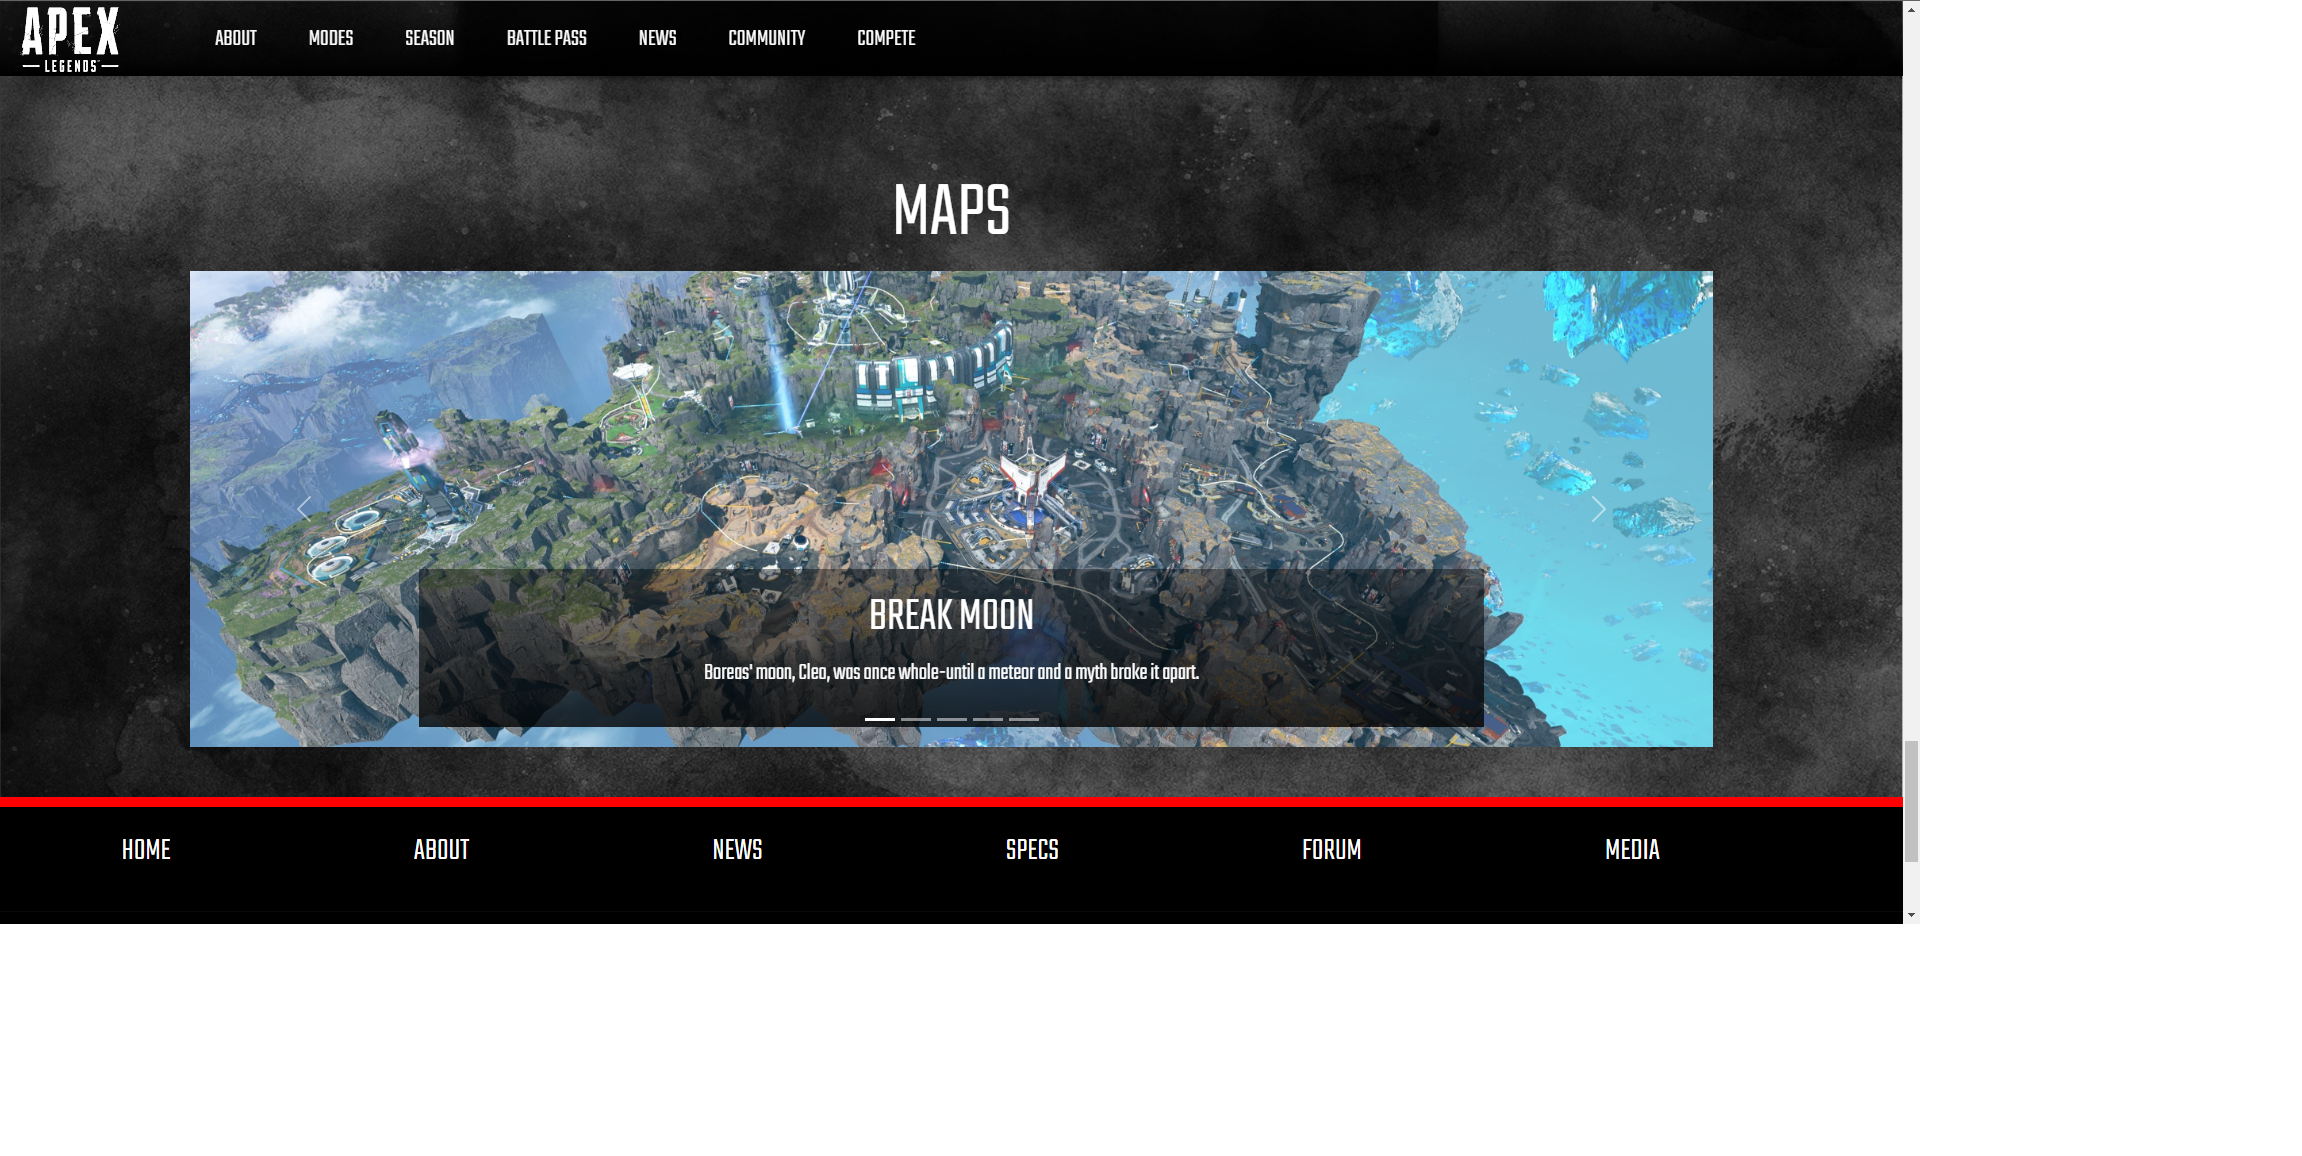 APEX
LEGENDS
ABOUT MODES SEASON BATTLE PASS NEWS COMMUNITY COMPETE
MAPS
BREAK MOON
Boreas' moon, Cleo, was once whole-until a meteor and a myth broke it apart.
HOME ABOUT NEWS SPECS FORUM MEDIA